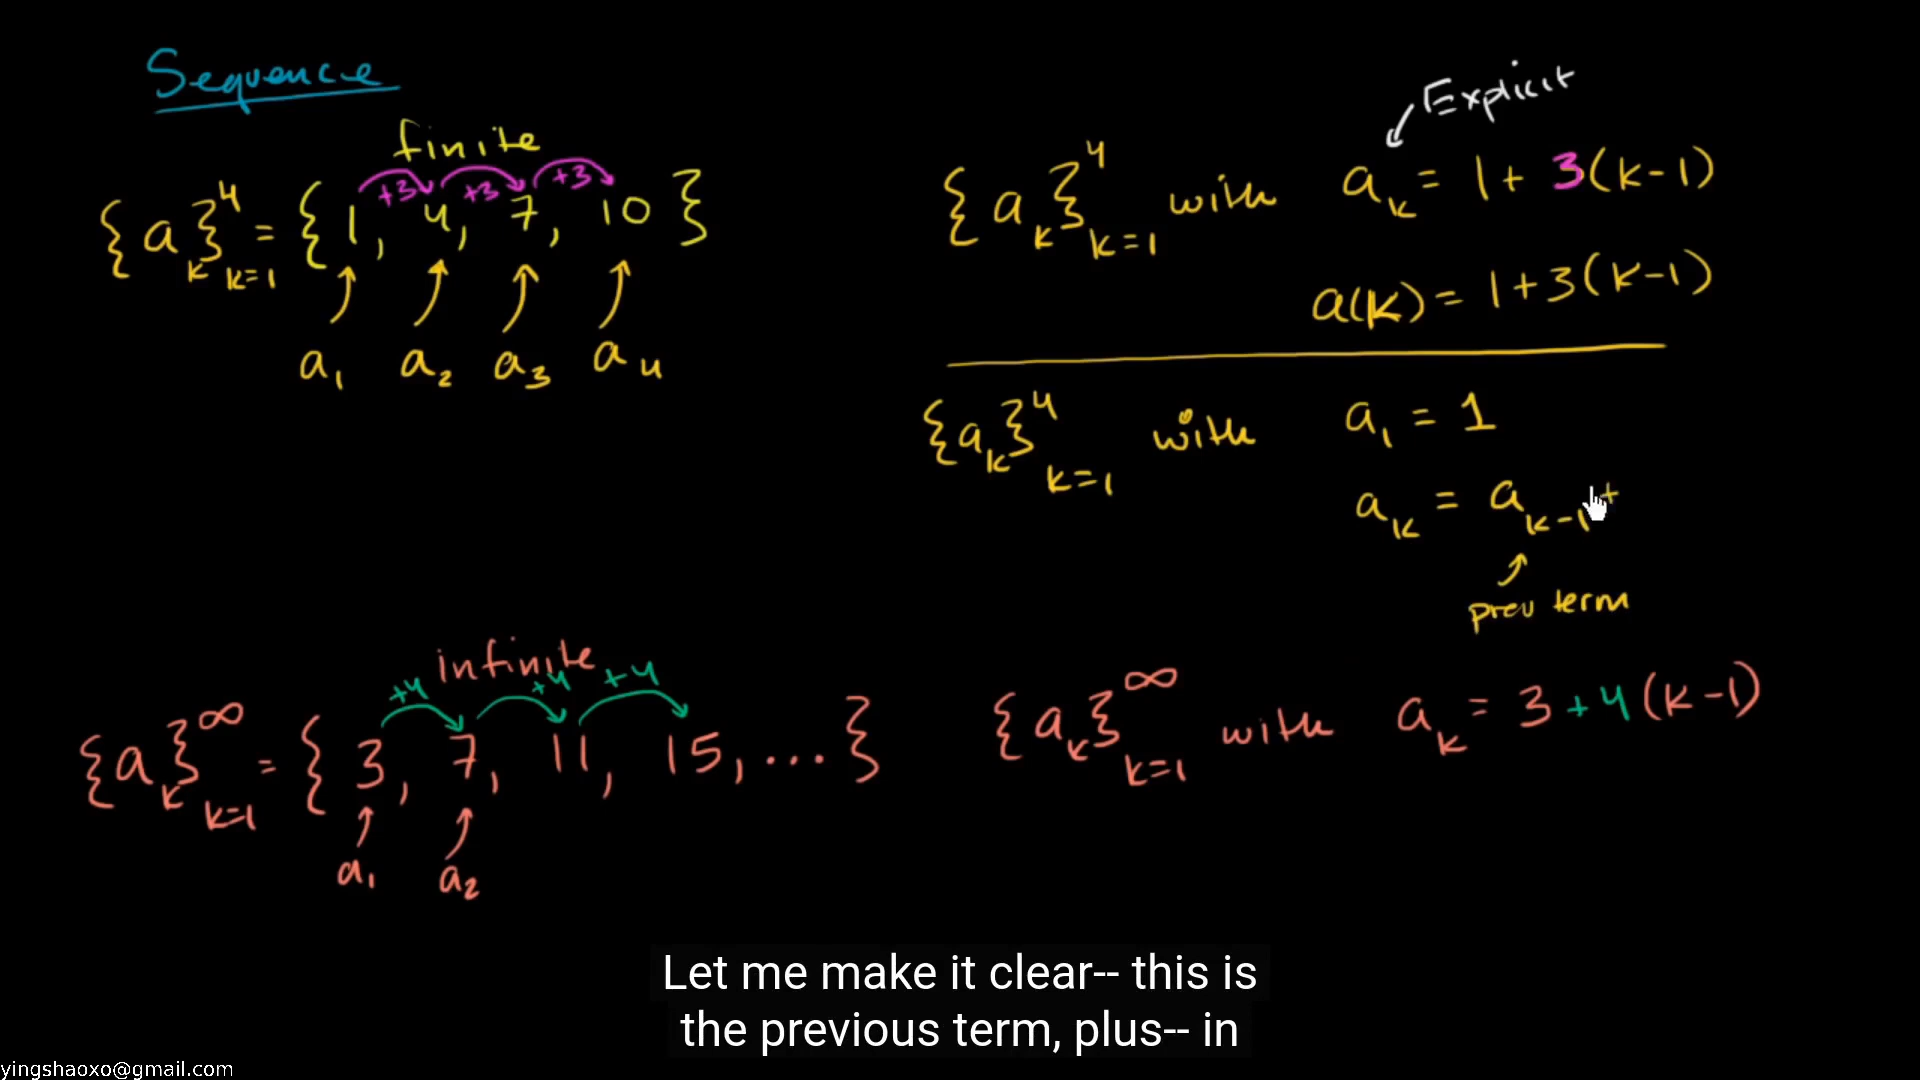 Sequence
finite
+3 +3 +3
{a_k}^4_{k=1} = {1, 4, 7, 10}
a_1 a_2 a_3 a_4
Explicit
{a_k}^4_{k=1} with a_k = 1 + 3(k-1)
a(k) = 1 + 3(k-1)
{a_k}^4_{k=1} with a_1 = 1
a_k = a_{k-1} +
prev term
infinite
+4 +4 +4
{a_k}^∞_{k=1} = {3, 7, 11, 15, ...}
a_1 a_2
{a_k}^∞_{k=1} with a_k = 3 + 4(k-1)
Let me make it clear-- this is
the previous term, plus-- in
yingshaoxo@gmail.com